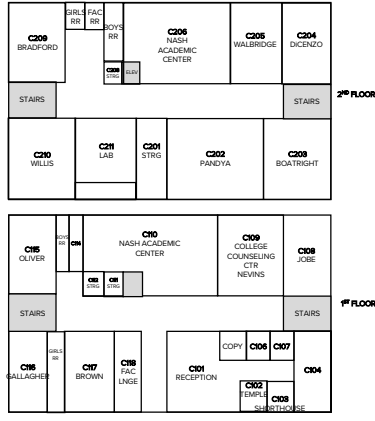 GIRLS
RR
FAC
RR
BOYS
RR
C209
BRADFORD
C206
NASH
ACADEMIC
CENTER
C205
WALBRIDGE
C204
DiCENZO
C208
STRG
ELEV
STAIRS
STAIRS
2ND FLOOR
C210
WILLIS
C211
LAB
C201
STRG
C202
PANDYA
C203
BOATRIGHT
C115
OLIVER
BOYS
RR
C114
C110
NASH ACADEMIC
CENTER
C109
COLLEGE
COUNSELING
CTR
NEVINS
C108
JOBE
C112
STRG
C111
STRG
STAIRS
STAIRS
1ST FLOOR
C116
GALLAGHER
GIRLS
RR
C117
BROWN
C118
FAC
LNGE
C101
RECEPTION
COPY
C106
C107
C104
C102
TEMPLE
C103
SHORTHOUSE